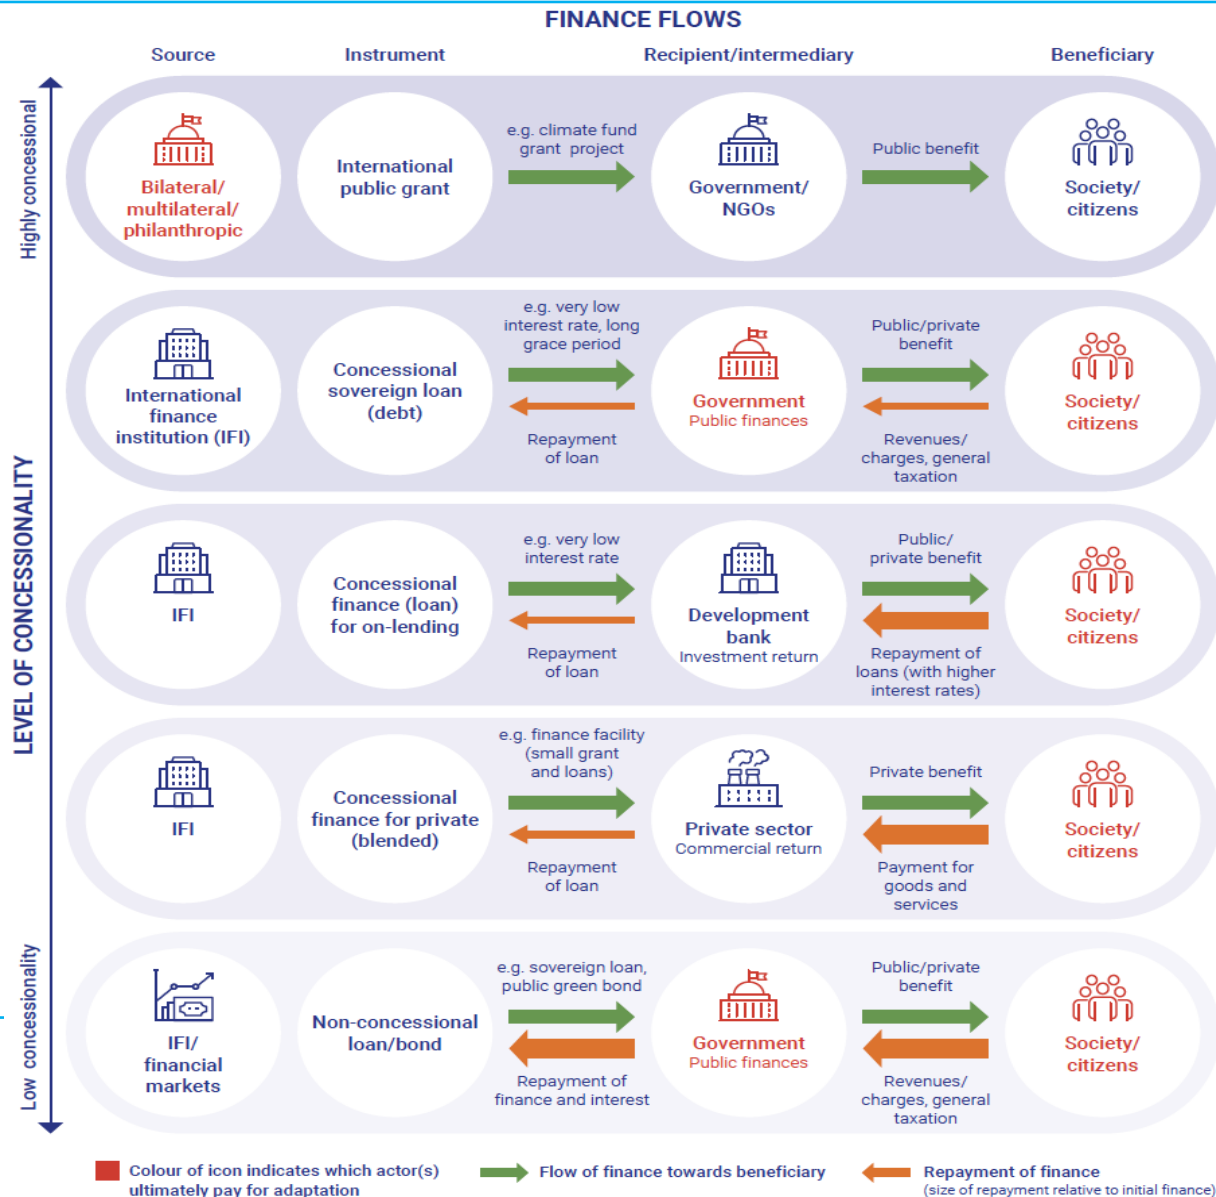 FINANCE FLOWS
Source
Instrument
Recipient/intermediary
Beneficiary
LEVEL OF CONCESSIONALITY
Highly concessional
Low concessionality
Bilateral/
multilateral/
philanthropic
International
public grant
e.g. climate fund
grant project
Government/
NGOs
Public benefit
Society/
citizens
International
finance
institution (IFI)
Concessional
sovereign loan
(debt)
e.g. very low
interest rate, long
grace period
Repayment
of loan
Government
Public finances
Public/private
benefit
Revenues/
charges, general
taxation
Society/
citizens
IFI
Concessional
finance (loan)
for on-lending
e.g. very low
interest rate
Repayment
of loan
Development
bank
Investment return
Public/
private benefit
Repayment of
loans (with higher
interest rates)
Society/
citizens
IFI
Concessional
finance for private
(blended)
e.g. finance facility
(small grant
and loans)
Repayment
of loan
Private sector
Commercial return
Private benefit
Payment for
goods and
services
Society/
citizens
IFI/
financial
markets
Non-concessional
loan/bond
e.g. sovereign loan,
public green bond
Repayment of
finance and interest
Government
Public finances
Public/private
benefit
Revenues/
charges, general
taxation
Society/
citizens
Colour of icon indicates which actor(s)
ultimately pay for adaptation
Flow of finance towards beneficiary
Repayment of finance
(size of repayment relative to initial finance)